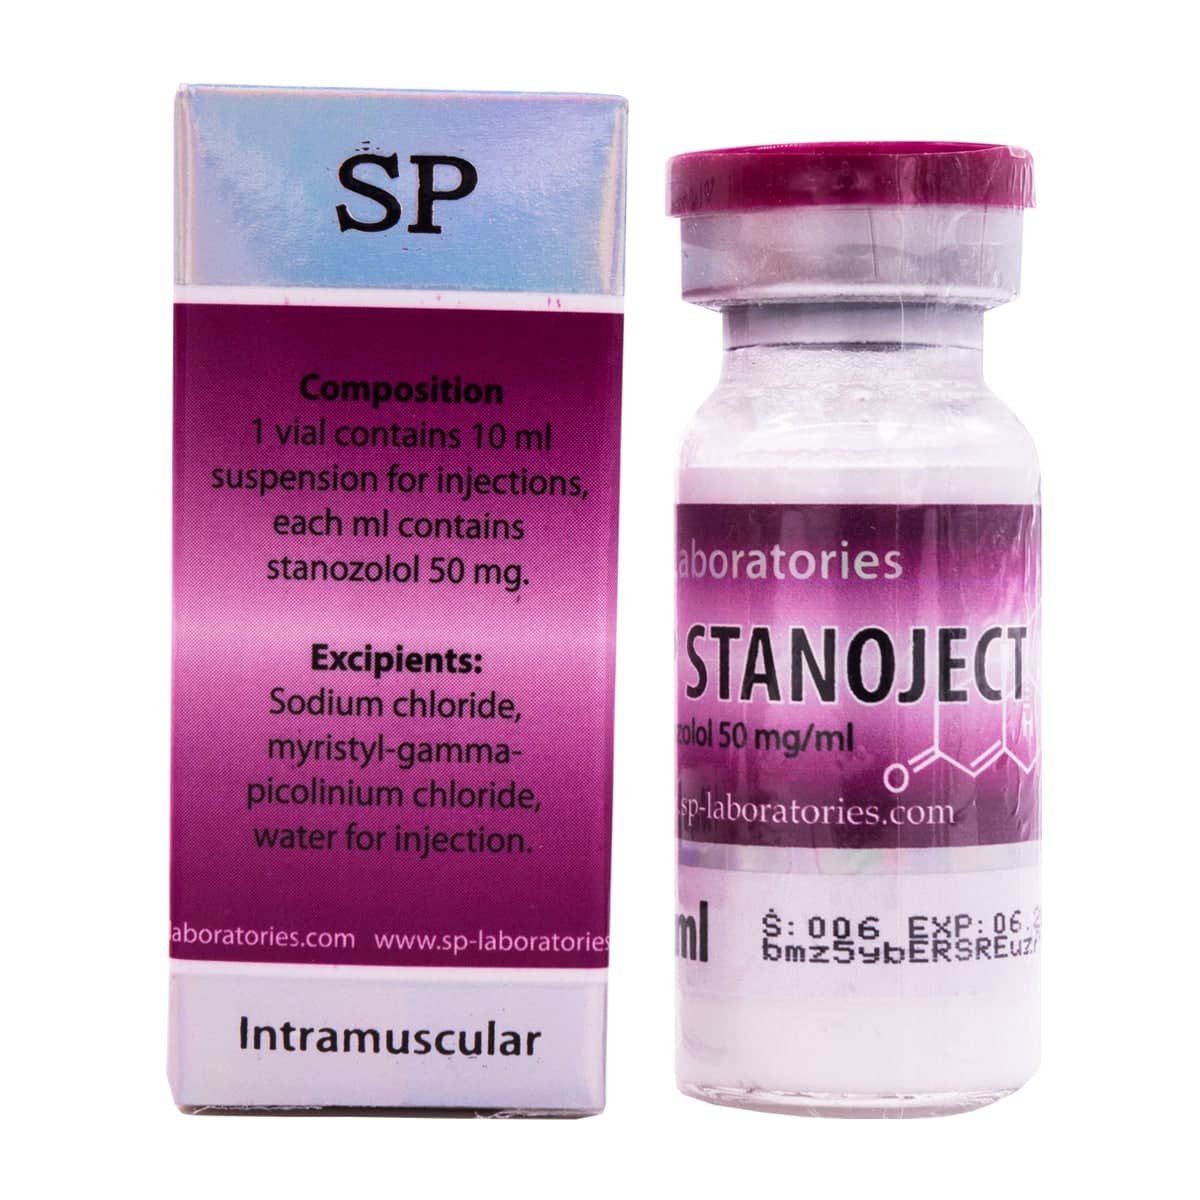 SP
Composition
1 vial contains 10 ml
suspension for injections,
each ml contains
stanozolol 50 mg.
Excipients:
Sodium chloride,
myristyl-gamma-
picolinium chloride,
water for injection.
laboratories.com www.sp-laboratories
Intramuscular
Laboratories
STANOJECT
zolol 50 mg/ml
O
H
.sp-laboratories.com
ml
S: 006 EXP: 06.2